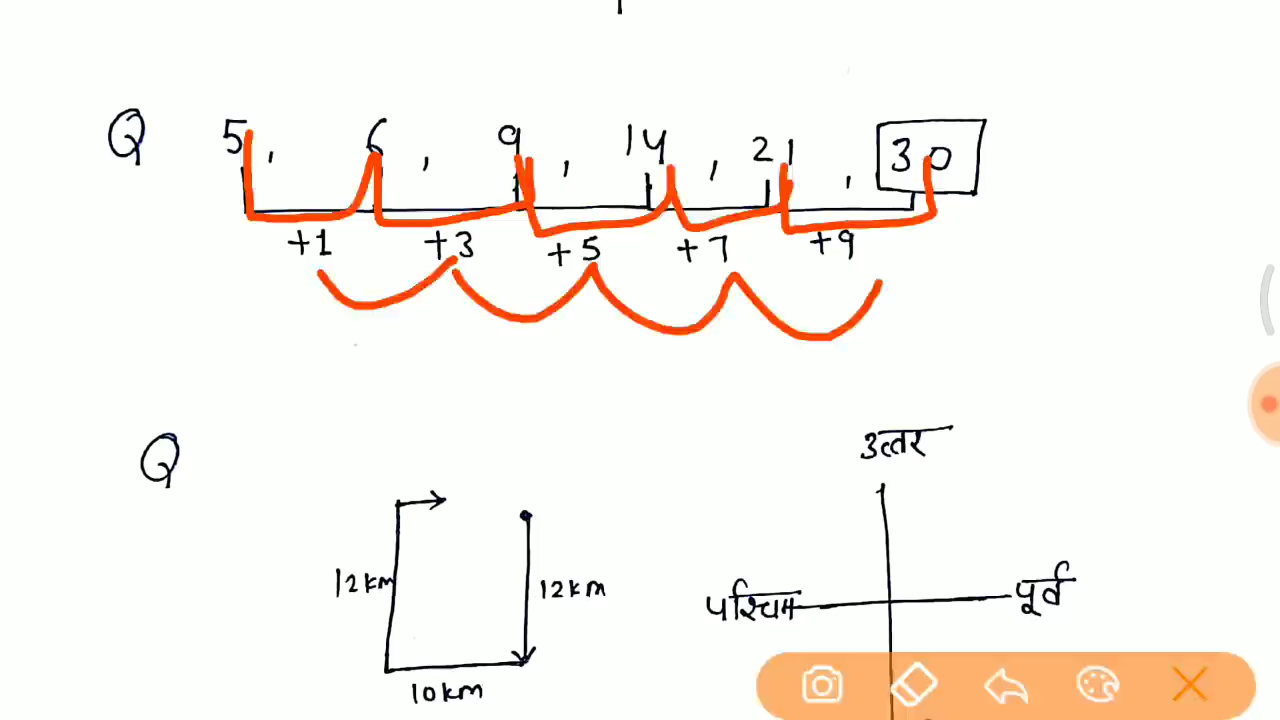 Q 5, 6, 9, 14, 21, 30
+1 +3 +5 +7 +9
Q
उत्तर
12km 12km
पश्चिम पूर्व
10km